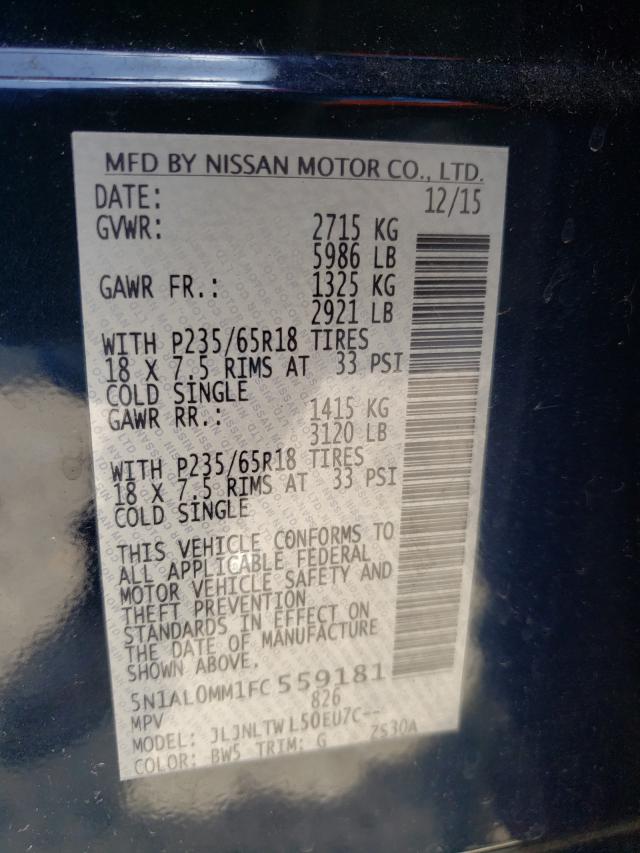 MFD BY NISSAN MOTOR CO., LTD.
DATE: 12/15
GVWR: 2715 KG
5986 LB
GAWR FR.: 1325 KG
2921 LB
WITH P235/65R18 TIRES
18 X 7.5 RIMS AT 33 PSI
COLD SINGLE
GAWR RR.: 1415 KG
3120 LB
WITH P235/65R18 TIRES
18 X 7.5 RIMS AT 33 PSI
COLD SINGLE
THIS VEHICLE CONFORMS TO
ALL APPLICABLE FEDERAL
MOTOR VEHICLE SAFETY AND
THEFT PREVENTION
STANDARDS IN EFFECT ON
THE DATE OF MANUFACTURE
SHOWN ABOVE.
5N1AL0MM1FC559181
MPV 826
MODEL: JLJNLTWL50EU7C--
COLOR: BW5 TRIM: G ZS30A